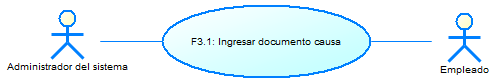 F3.1: Ingresar documento causa
Administrador del sistema
Empleado